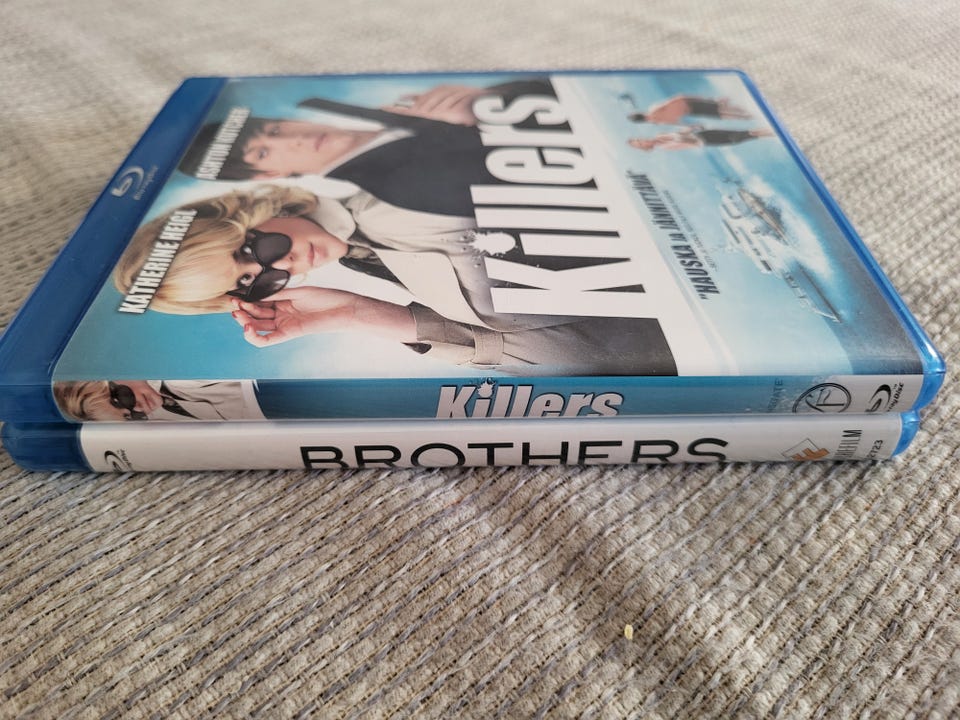 KATHERINE HEIGL
ASHTON KUTCHER
killers
"HAUSKA JA JÄNNITTÄVÄ"
Killers
BROTHERS